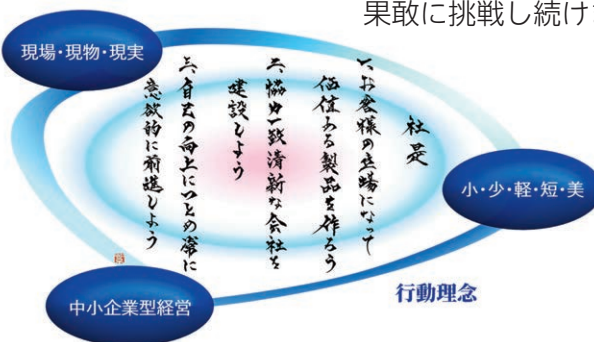 果敢に挑戦し続け
現場・現物・現実
社是
一、お客様の立場になって
価値ある製品を作ろう
二、協力一致清新な会社を
建設しよう
三、自己の向上につとめ常に
意欲的に前進しよう
小・少・軽・短・美
中小企業型経営
行動理念